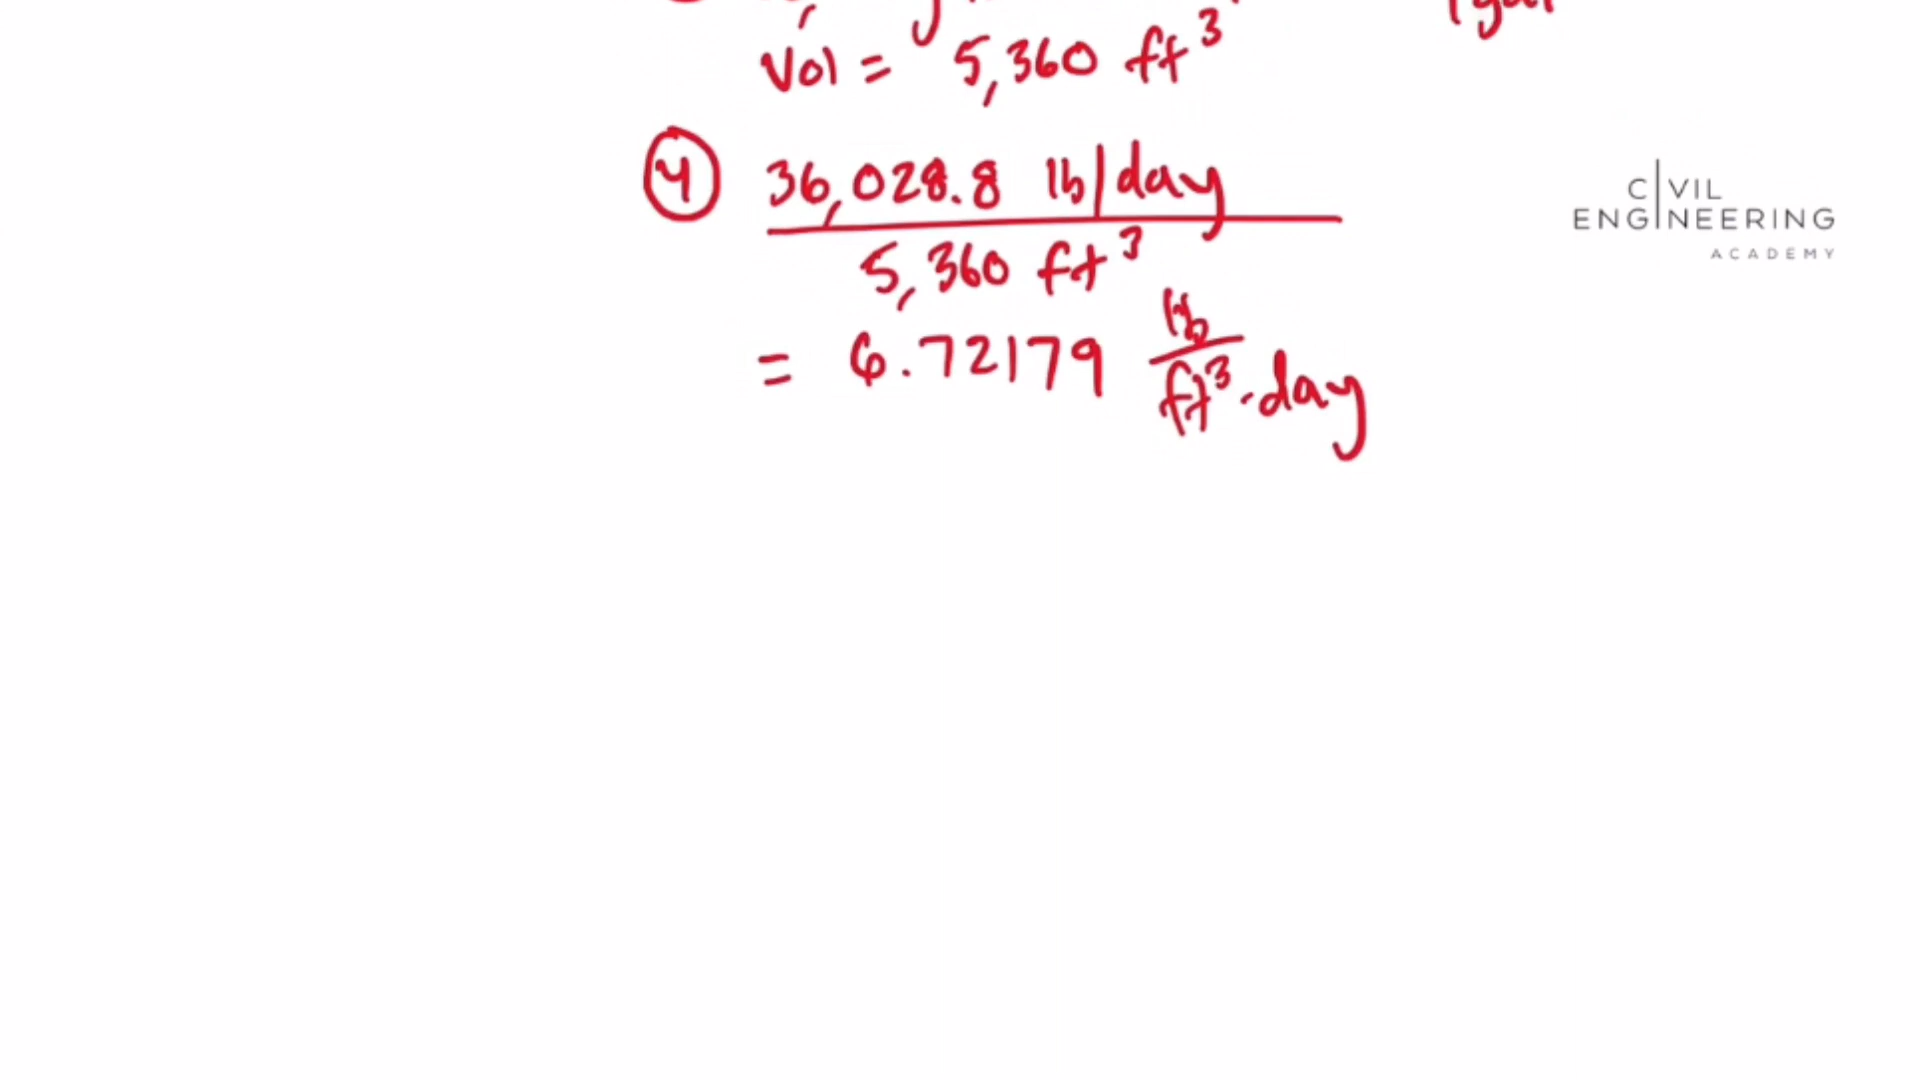 Vol = 5,360 ft³
④ 36,028.8 lb/day
5,360 ft³
= 6.72179 lb
ft³·day
CIVIL
ENGINEERING
ACADEMY